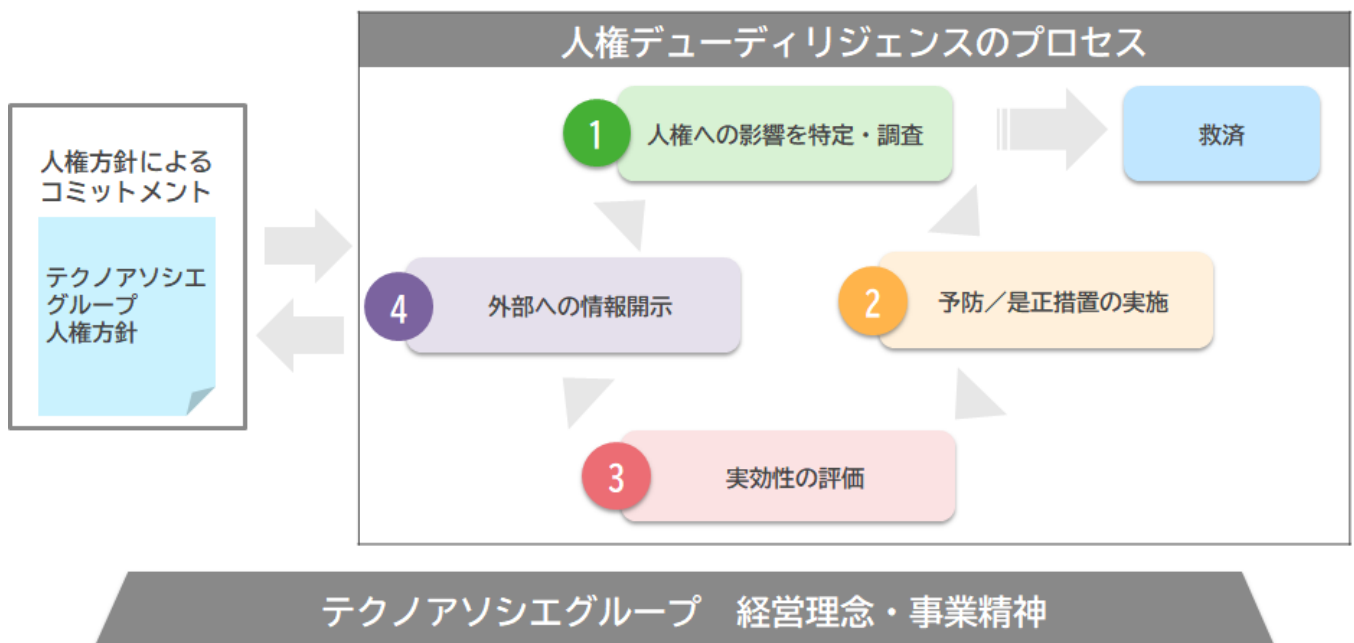 人権デューディリジェンスのプロセス
人権方針による
コミットメント
テクノアソシエ
グループ
人権方針
1
人権への影響を特定・調査
救済
2
予防／是正措置の実施
3
実効性の評価
4
外部への情報開示
テクノアソシエグループ　経営理念・事業精神